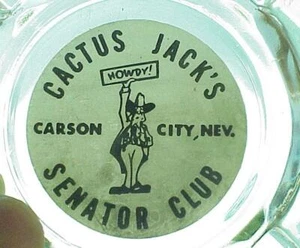 CACTUS JACK'S
HOWDY!
CARSON CITY, NEV.
SENATOR CLUB